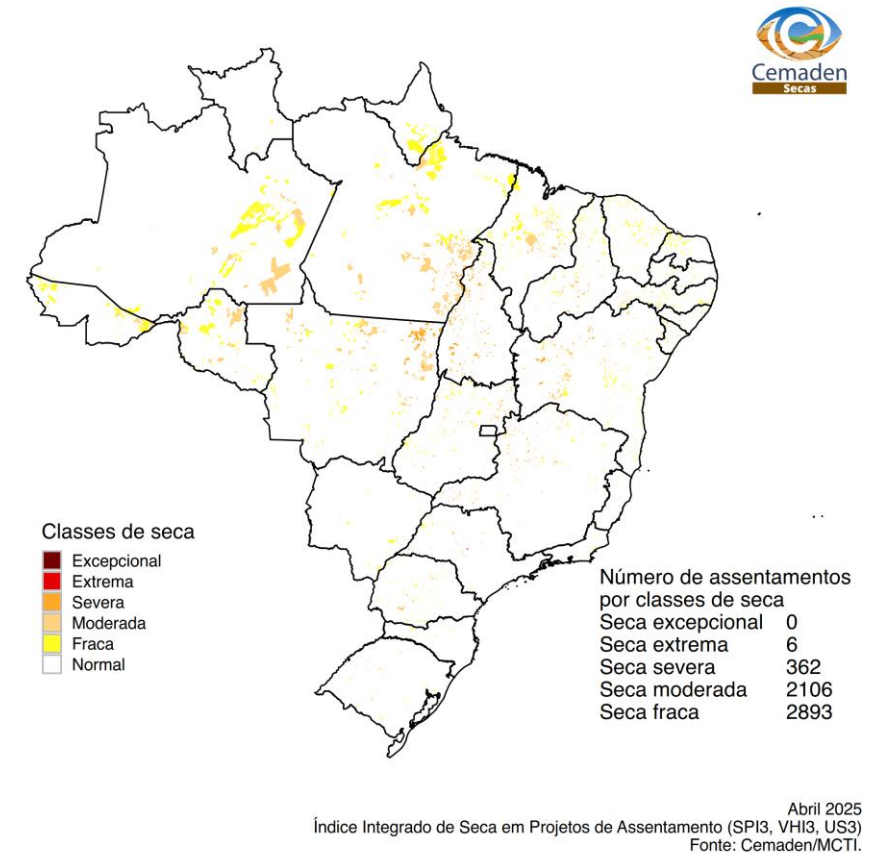 Cemaden
Secas
Classes de seca
Excepcional
Extrema
Severa
Moderada
Fraca
Normal
Número de assentamentos
por classes de seca
Seca excepcional 0
Seca extrema 6
Seca severa 362
Seca moderada 2106
Seca fraca 2893
Abril 2025
Índice Integrado de Seca em Projetos de Assentamento (SPI3, VHI3, US3)
Fonte: Cemaden/MCTI.